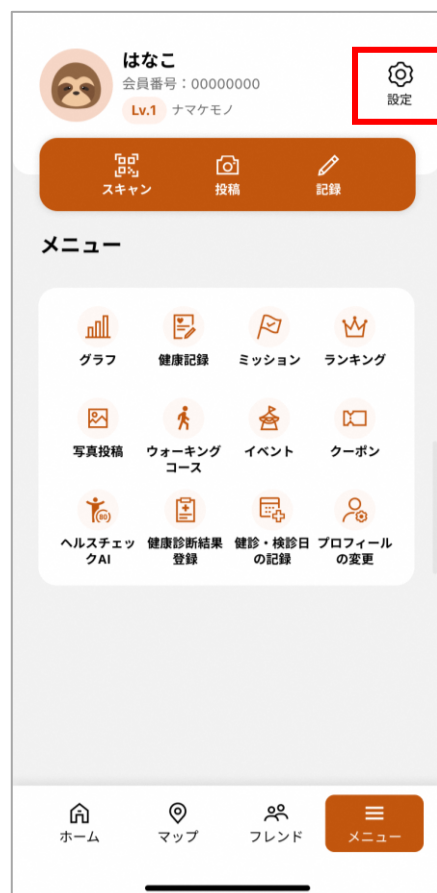 はなこ
会員番号：00000000
Lv.1 ナマケモノ
設定
スキャン 投稿 記録
メニュー
グラフ 健康記録 ミッション ランキング
写真投稿 ウォーキング イベント クーポン
コース
80
ヘルスチェッ 健康診断結果 健診・検診日 プロフィール
クAI 登録 の記録 の変更
ホーム マップ フレンド メニュー